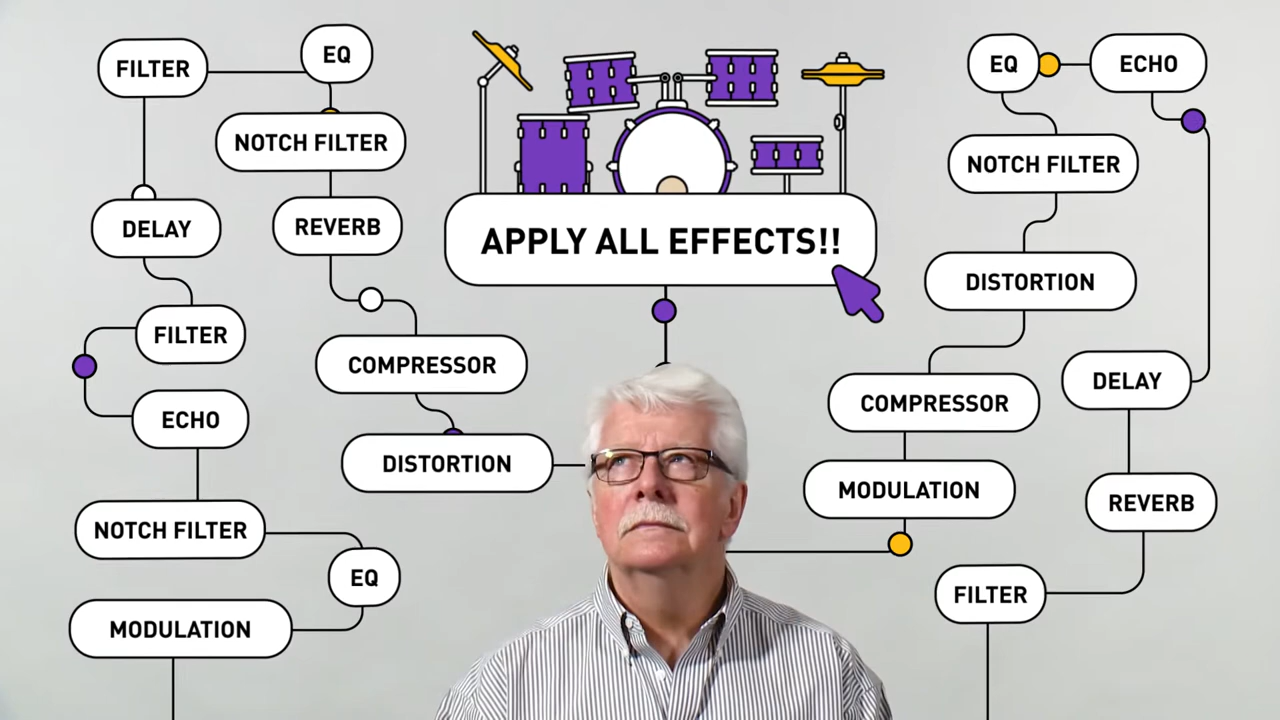 FILTER
EQ
NOTCH FILTER
DELAY
REVERB
FILTER
COMPRESSOR
ECHO
DISTORTION
NOTCH FILTER
EQ
MODULATION
APPLY ALL EFFECTS!!
EQ
ECHO
NOTCH FILTER
DISTORTION
DELAY
COMPRESSOR
MODULATION
REVERB
FILTER